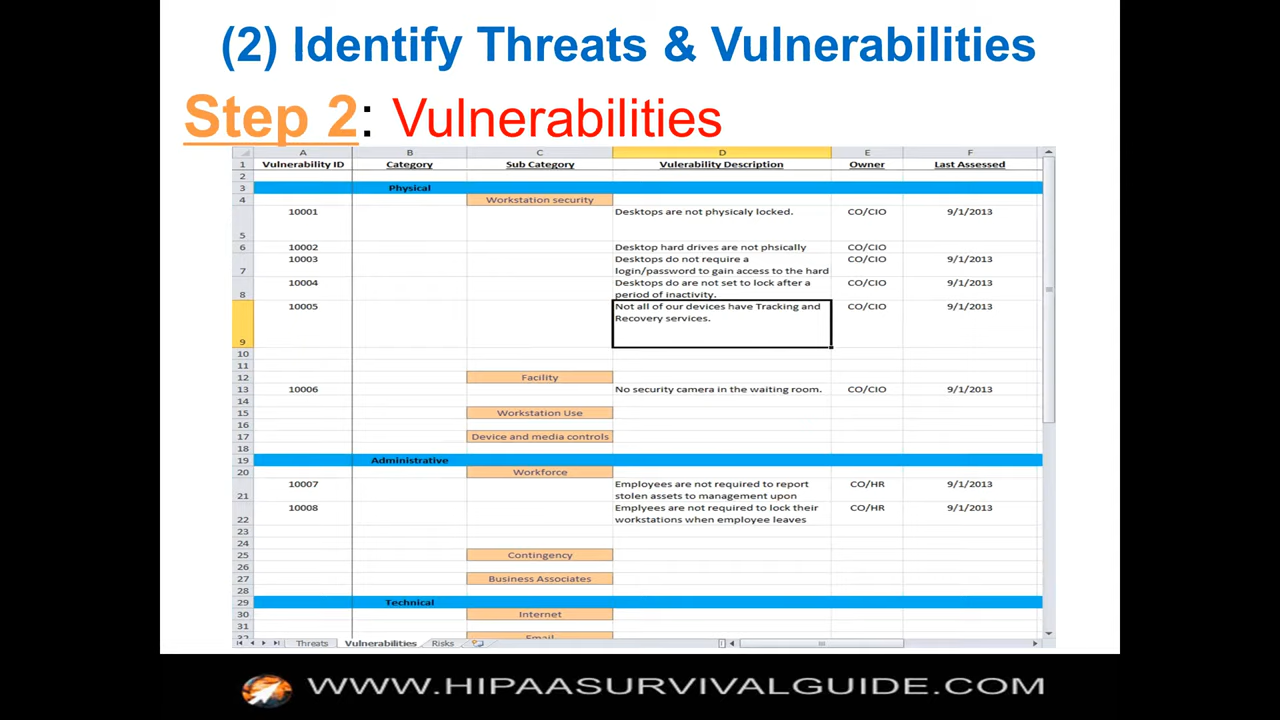 (2) Identify Threats & Vulnerabilities
Step 2: Vulnerabilities
A B C D E F
1 Vulnerability ID Category Sub Category Vulerability Description Owner Last Assessed
2
3 Physical
4 Workstation security
10001 Desktops are not physicaly locked. CO/CIO 9/1/2013
5
6 10002 Desktop hard drives are not phsically CO/CIO
10003 Desktops do not require a CO/CIO 9/1/2013
7 login/password to gain access to the hard
10004 Desktops do are not set to lock after a CO/CIO 9/1/2013
8 period of inactivity.
10005 Not all of our devices have Tracking and CO/CIO 9/1/2013
Recovery services.
9
10
11
12 Facility
13 10006 No security camera in the waiting room. CO/CIO 9/1/2013
14
15 Workstation Use
16
17 Device and media controls
18
19 Administrative
20 Workforce
10007 Employees are not required to report CO/HR 9/1/2013
21 stolen assets to management upon
10008 Emplyees are not required to lock their CO/HR 9/1/2013
22 workstations when employee leaves
23
24
25 Contingency
26
27 Business Associates
28
29 Technical
30 Internet
31
32 Email
Threats Vulnerabilities Risks
WWW.HIPAASURVIVALGUIDE.COM